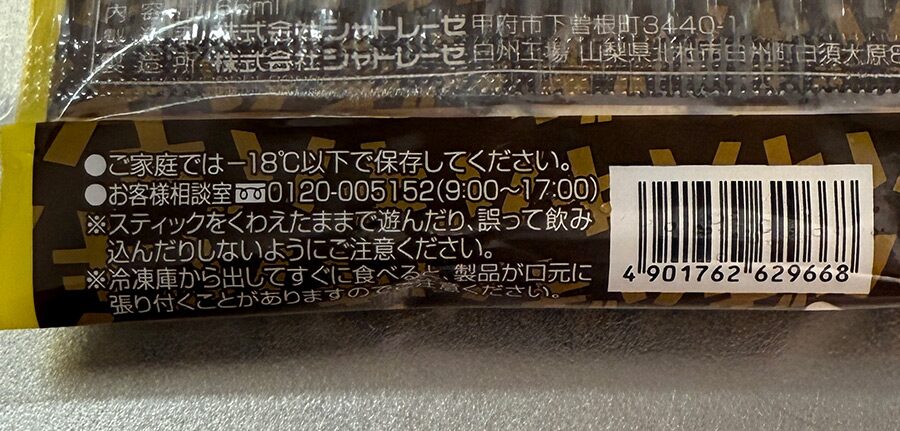 内容 66ml
株式会社シャトレーゼ 甲府市下曽根町3440-1
製造所 株式会社シャトレーゼ 白州工場 山梨県北杜市白州町白須大原8
●ご家庭では－18℃以下で保存してください。
●お客様相談室 0120-005152(9:00～17:00)
※スティックをくわえたままで遊んだり、誤って飲み
込んだりしないようにご注意ください。
※冷凍庫から出してすぐに食べると、製品が口元に
張り付くことがありますのでご注意ください。
4 901762 629668